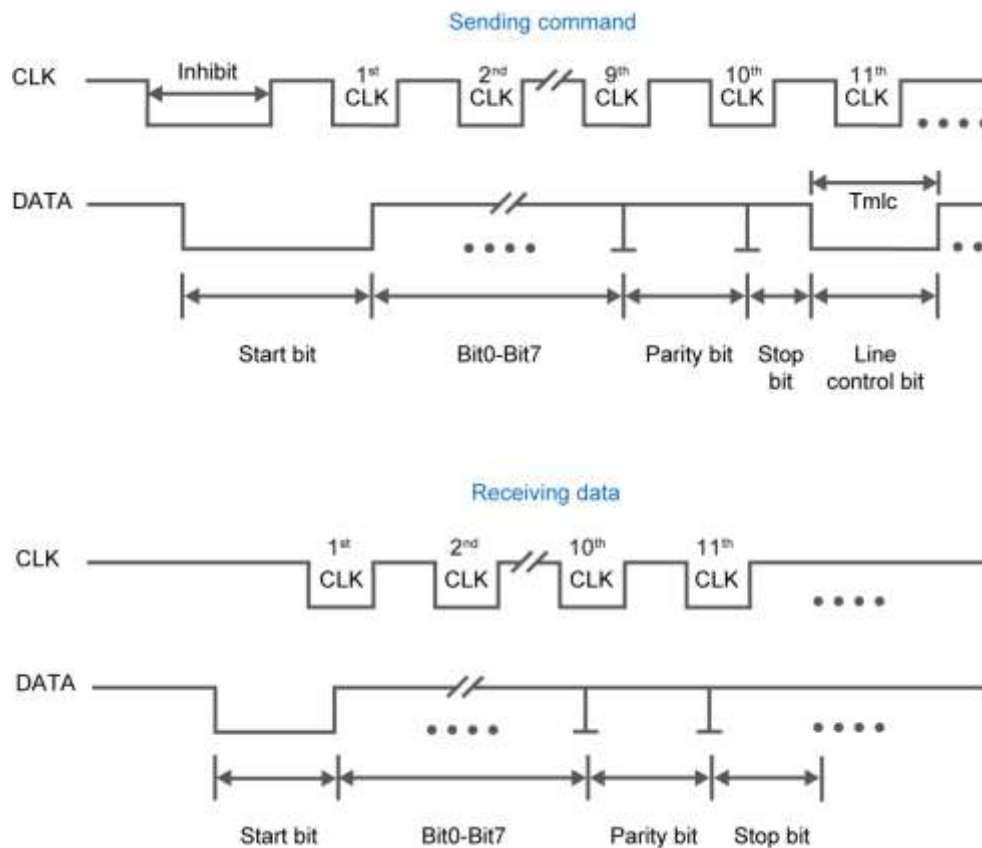 Sending command
CLK
Inhibit
1st CLK
2nd CLK
9th CLK
10th CLK
11th CLK
DATA
Tmlc
Start bit
Bit0-Bit7
Parity bit
Stop bit
Line control bit
Receiving data
CLK
1st CLK
2nd CLK
10th CLK
11th CLK
DATA
Start bit
Bit0-Bit7
Parity bit
Stop bit